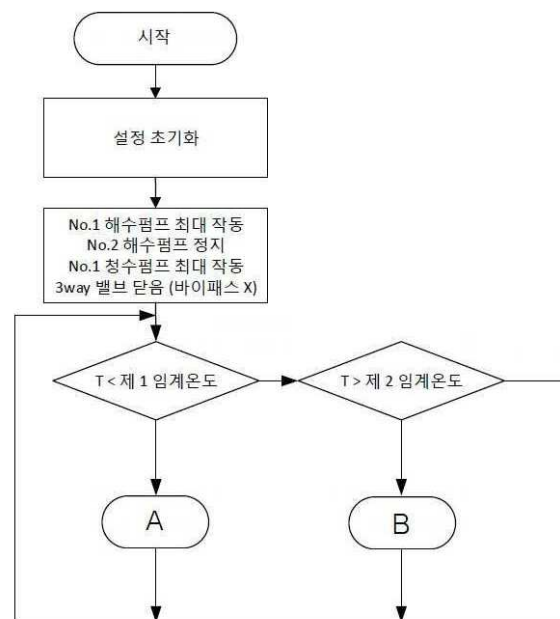 시작
설정 초기화
No.1 해수펌프 최대 작동
No.2 해수펌프 정지
No.1 청수펌프 최대 작동
3way 밸브 닫음 (바이패스 X)
T < 제 1 임계온도
T > 제 2 임계온도
A
B